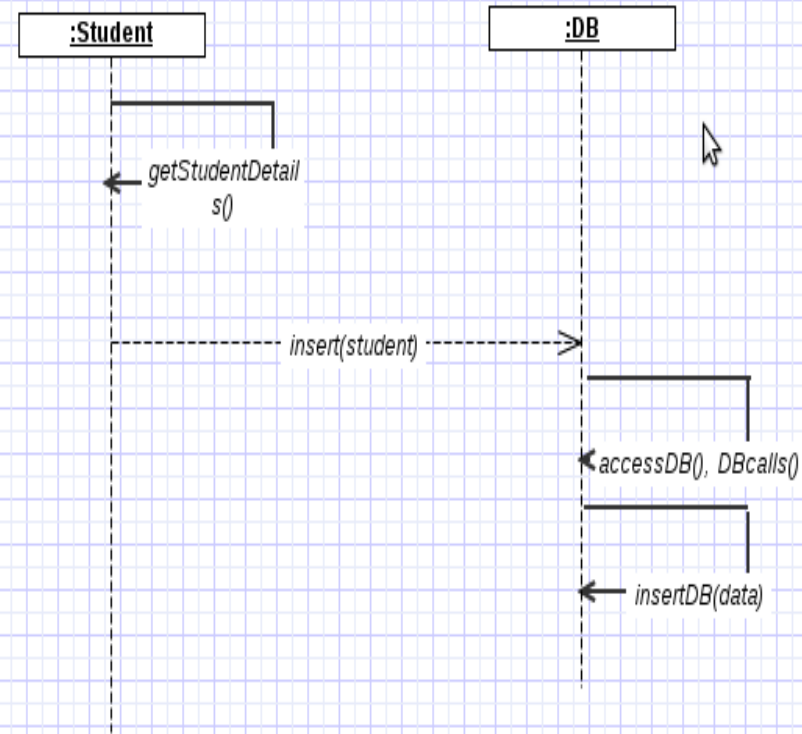 :Student
:DB
getStudentDetail
s()
insert(student)
accessDB(), DBcalls()
insertDB(data)